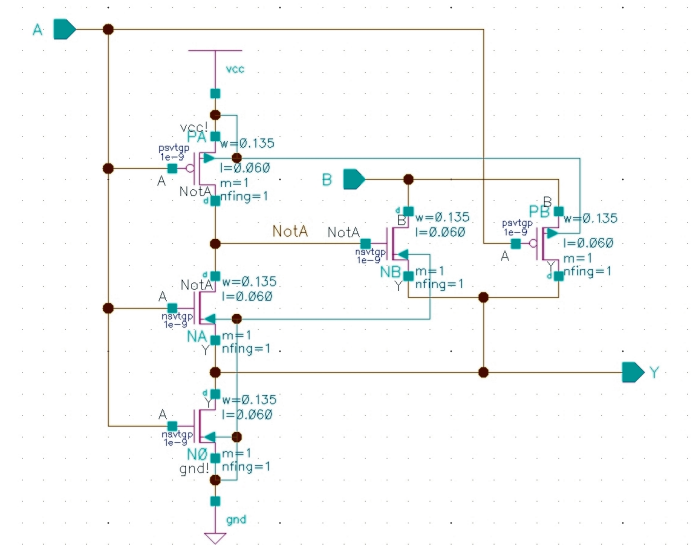 A
vcc
vcc!
PA
w=0.135
l=0.060
psvtgp
1e-9
A
m=1
nfing=1
NotA
d
B
B
PB
w=0.135
l=0.060
psvtgp
1e-9
A
m=1
nfing=1
Y
d
NotA
NotA
d
B
w=0.135
l=0.060
nsvtgp
1e-9
NB
m=1
nfing=1
Y
d
NotA
w=0.135
l=0.060
A
nsvtgp
1e-9
NA
m=1
nfing=1
Y
Y
d
Y
w=0.135
l=0.060
A
nsvtgp
1e-9
N0
m=1
nfing=1
gnd!
gnd